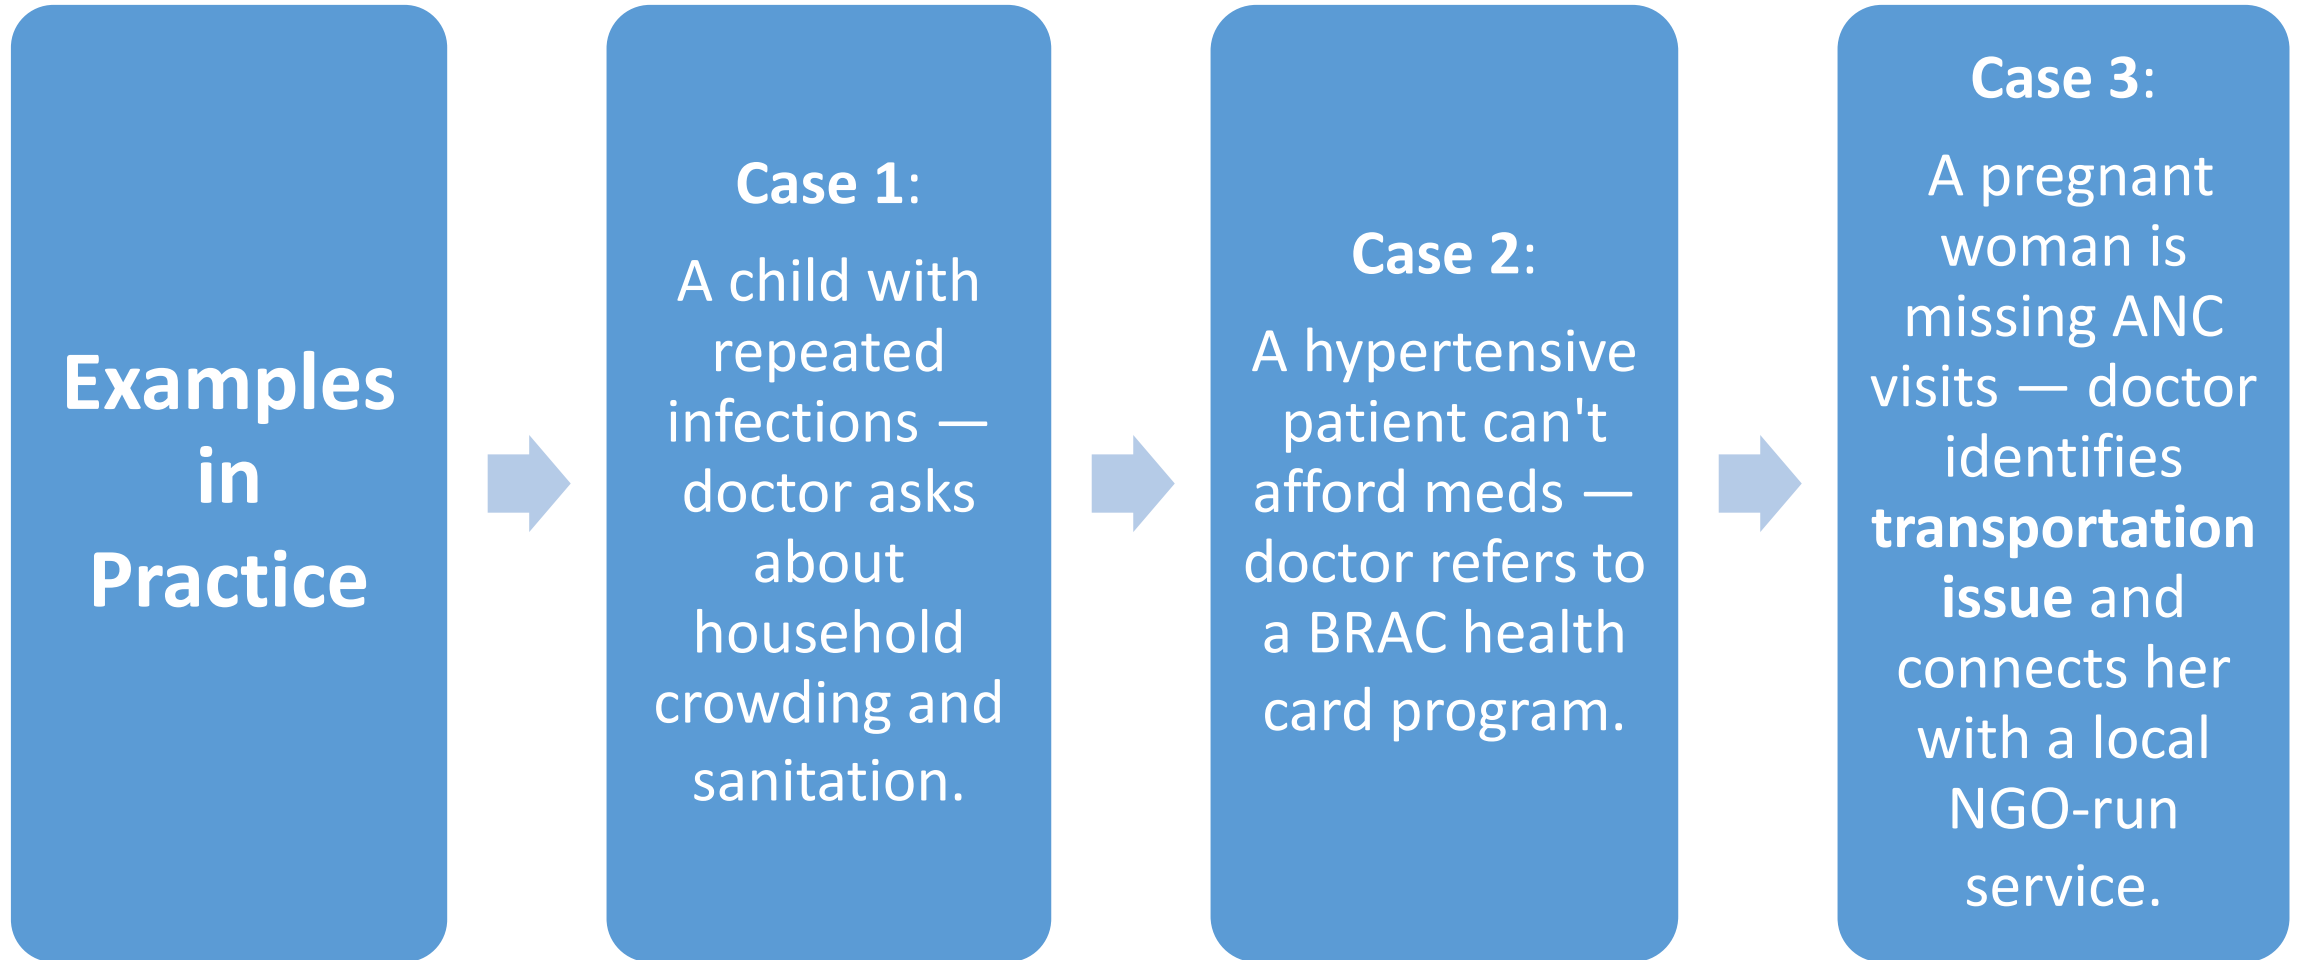 Examples
in
Practice
Case 1:
A child with
repeated
infections —
doctor asks
about
household
crowding and
sanitation.
Case 2:
A hypertensive
patient can't
afford meds —
doctor refers to
a BRAC health
card program.
Case 3:
A pregnant
woman is
missing ANC
visits — doctor
identifies
transportation
issue and
connects her
with a local
NGO-run
service.